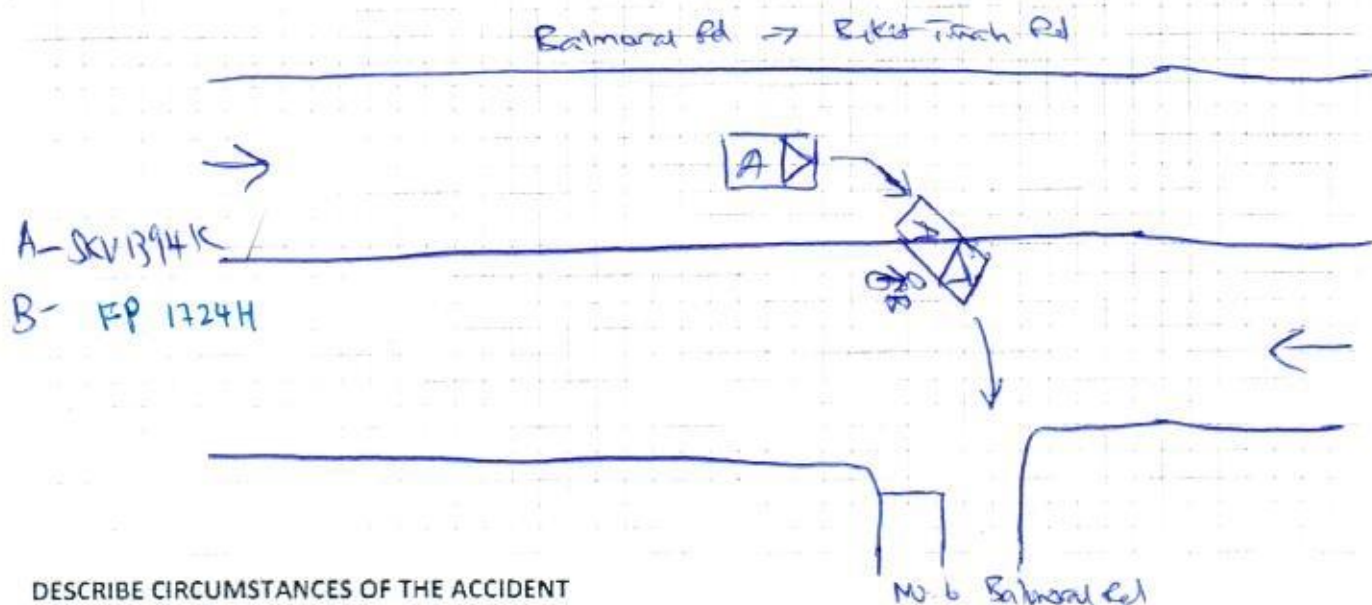 Balmoral Rd → Bukit Timah Rd
A
A
A- SKV1394K
B
B- FP 1724H
DESCRIBE CIRCUMSTANCES OF THE ACCIDENT
No. 6 Balmoral Rd